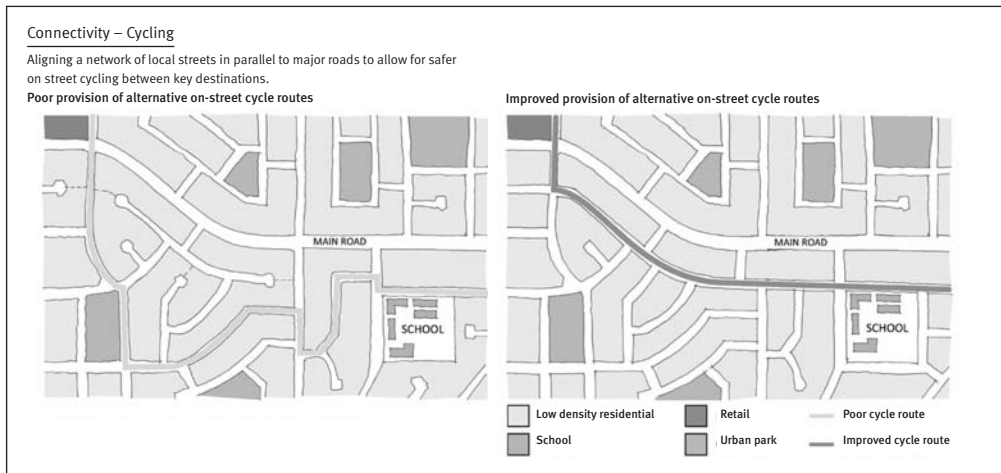 Connectivity – Cycling
Aligning a network of local streets in parallel to major roads to allow for safer
on street cycling between key destinations.
Poor provision of alternative on-street cycle routes
MAIN ROAD
SCHOOL
Improved provision of alternative on-street cycle routes
MAIN ROAD
SCHOOL
Low density residential
Retail
Poor cycle route
School
Urban park
Improved cycle route